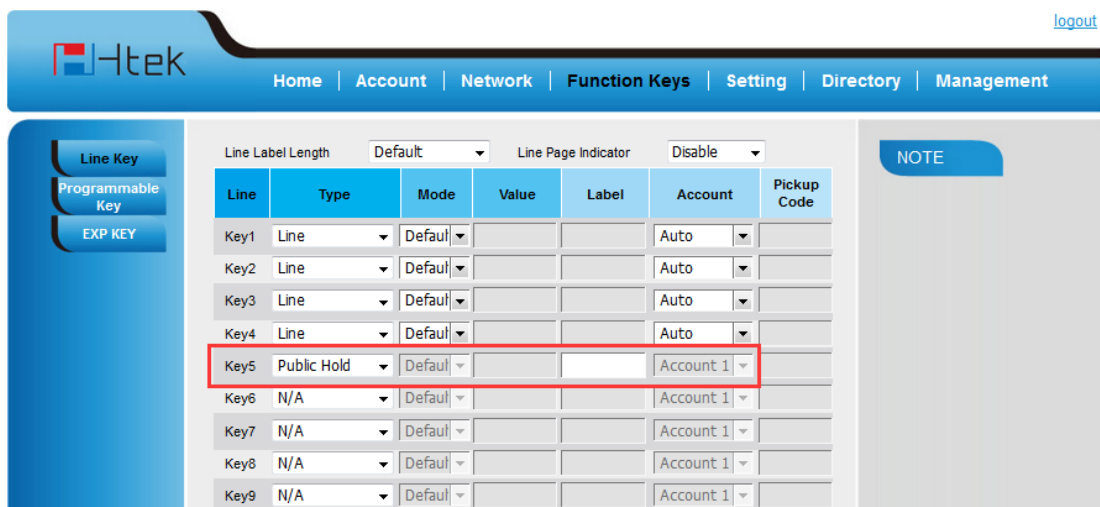 logout
Htek
Home | Account | Network | Function Keys | Setting | Directory | Management
Line Key
Programmable Key
EXP KEY
Line Label Length Default Line Page Indicator Disable
NOTE
Line Type Mode Value Label Account Pickup Code
Key1 Line Defaul Auto
Key2 Line Defaul Auto
Key3 Line Defaul Auto
Key4 Line Defaul Auto
Key5 Public Hold Defaul Account 1
Key6 N/A Defaul Account 1
Key7 N/A Defaul Account 1
Key8 N/A Defaul Account 1
Key9 N/A Defaul Account 1